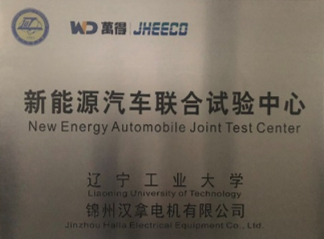 WD 萬得 JHEECO
新能源汽车联合试验中心
New Energy Automobile Joint Test Center
辽宁工业大学
Liaoning University of Technology
锦州汉拿电机有限公司
Jinzhou Halla Electrical Equipment Co., Ltd.